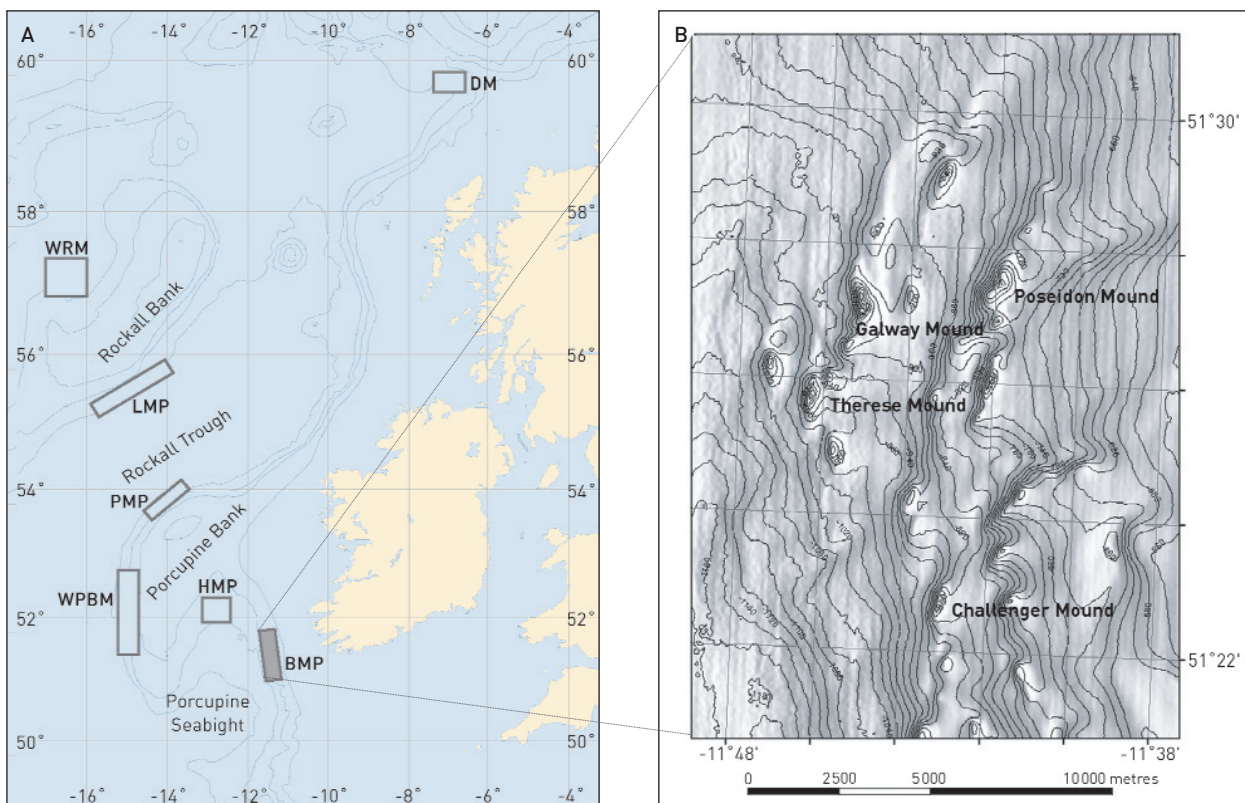 A
-16° -14° -12° -10° -8° -6° -4°
60° 60°
DM
58° 58°
WRM
Rockall Bank
56° 56°
LMP
Rockall Trough
54° 54°
PMP
Porcupine Bank
WPBM
HMP
52° 52°
BMP
Porcupine
Seabight
50° 50°
-16° -14° -12° -10° -8° -6° -4°
B
51°30'
Poseidon Mound
Galway Mound
Therese Mound
Challenger Mound
51°22'
-11°48' -11°38'
0 2500 5000 10000 metres